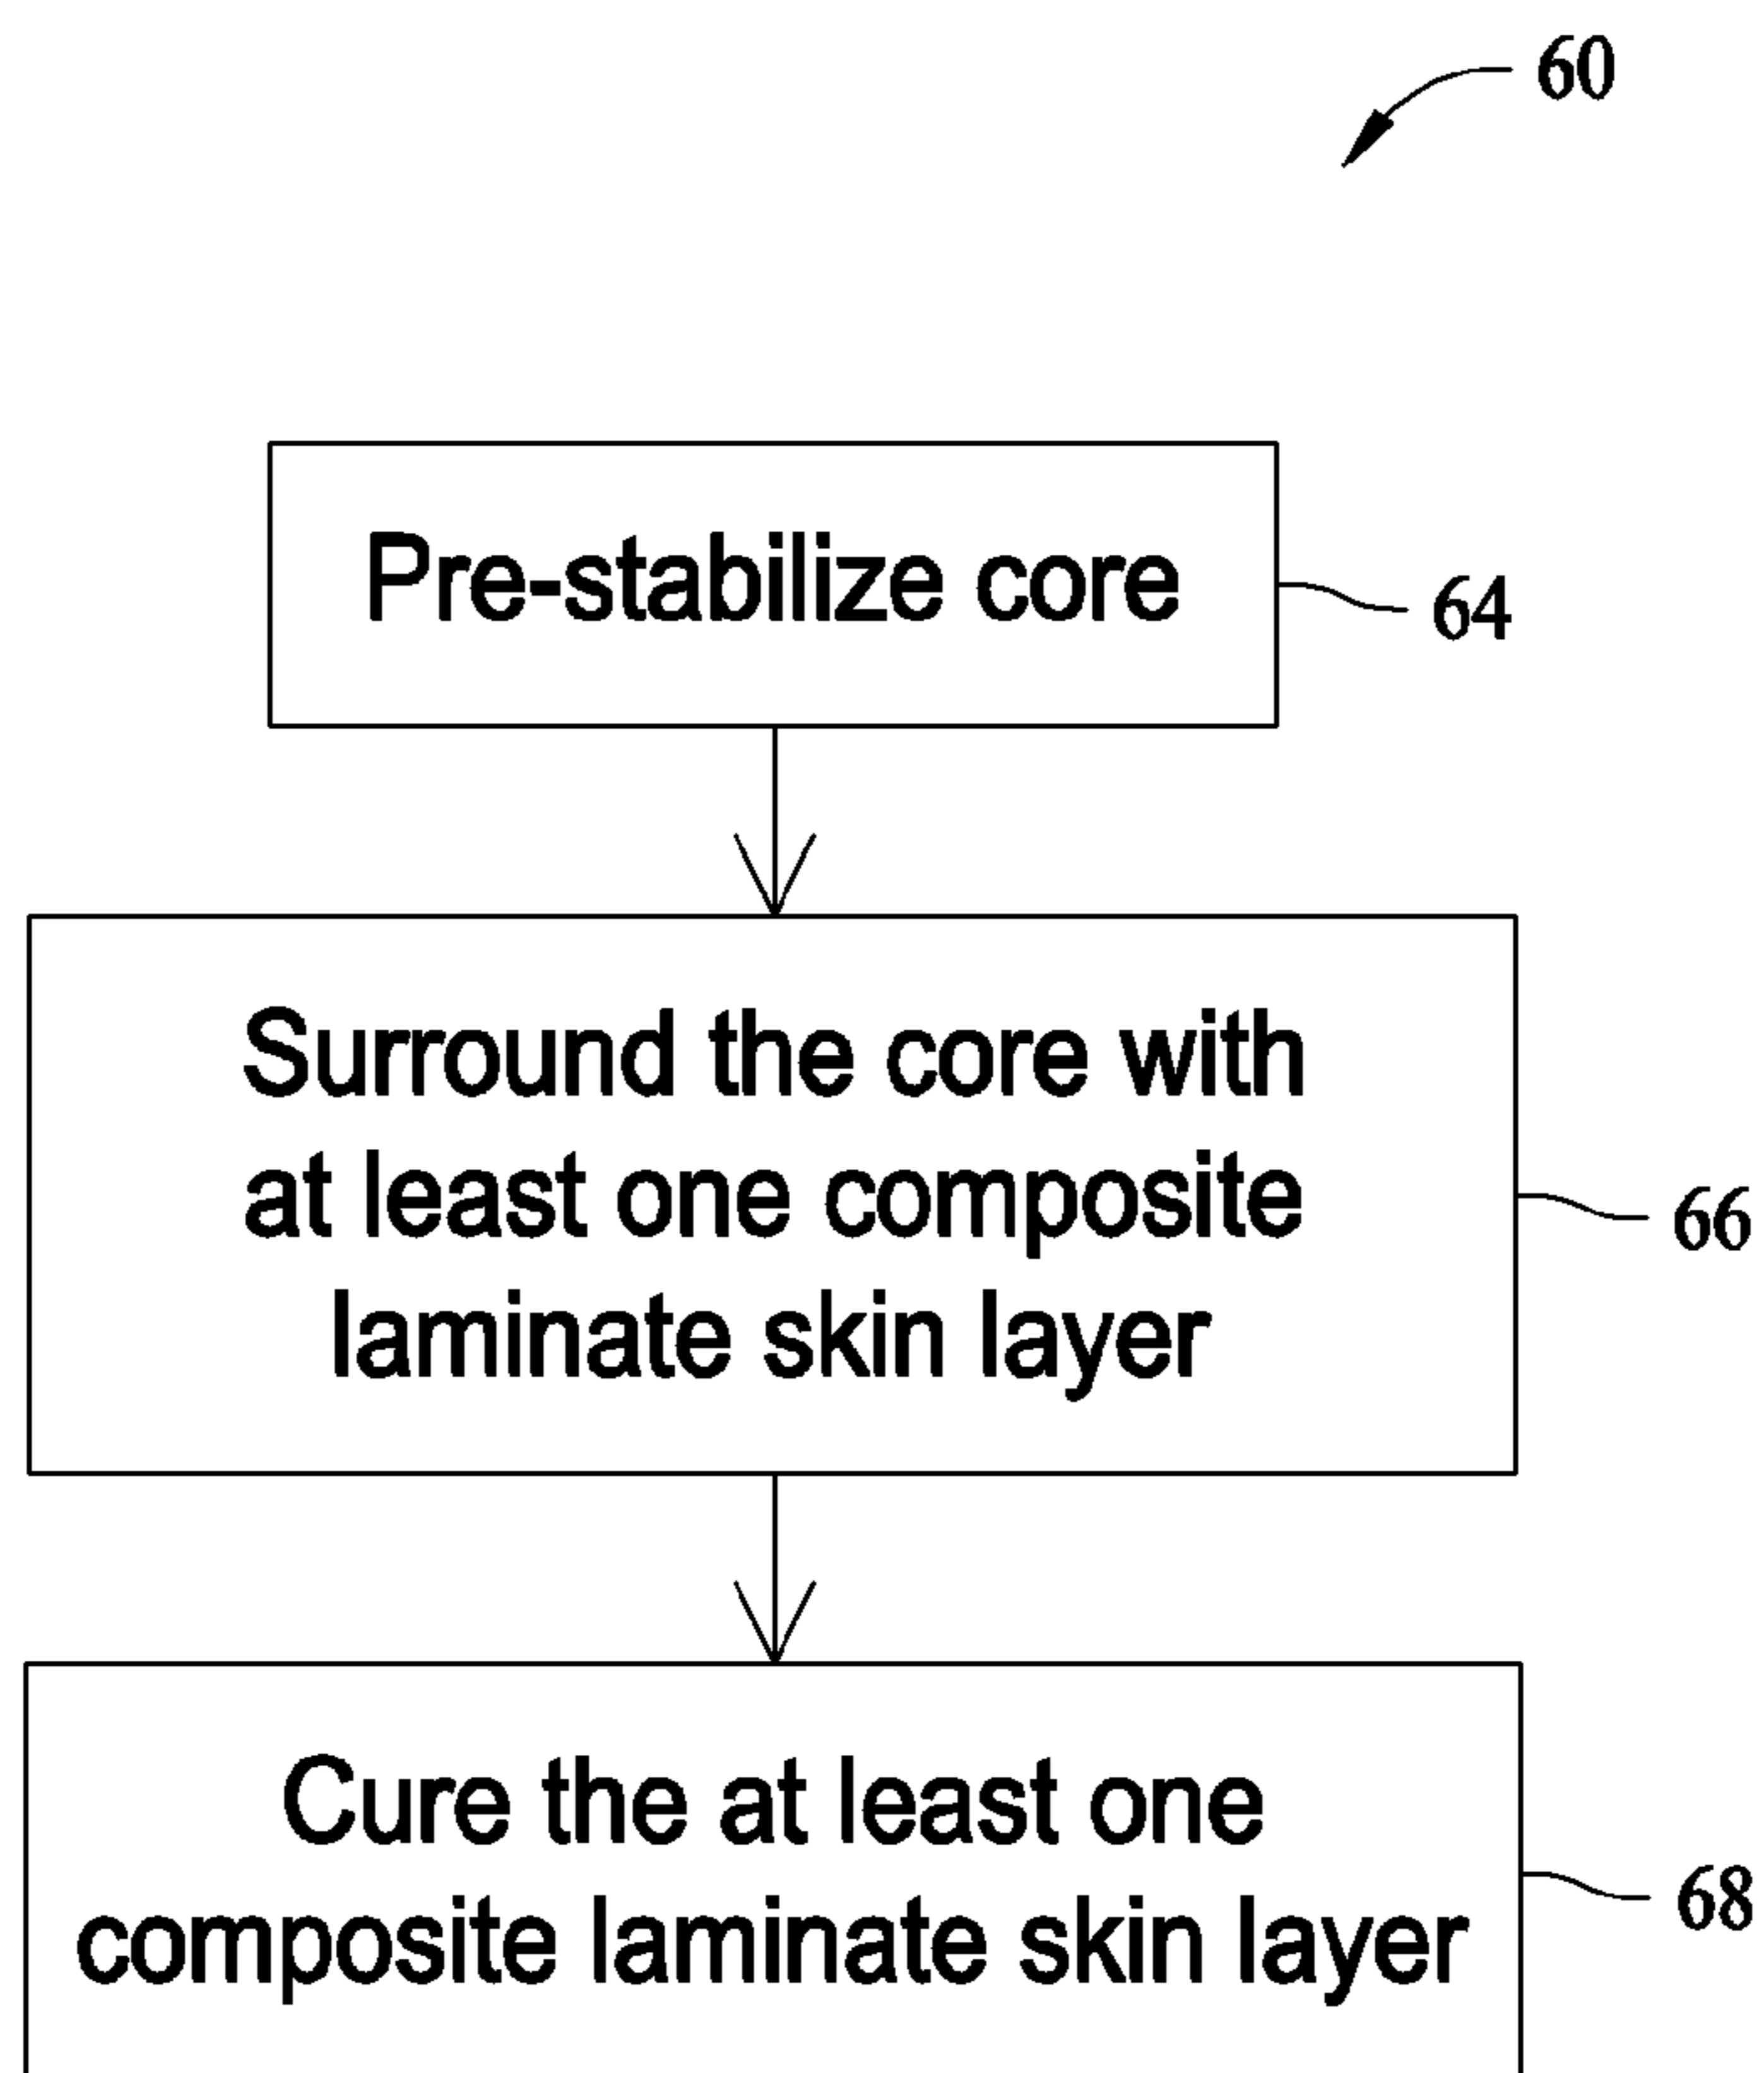 60
Pre-stabilize core
64
Surround the core with
at least one composite
laminate skin layer
66
Cure the at least one
composite laminate skin layer
68